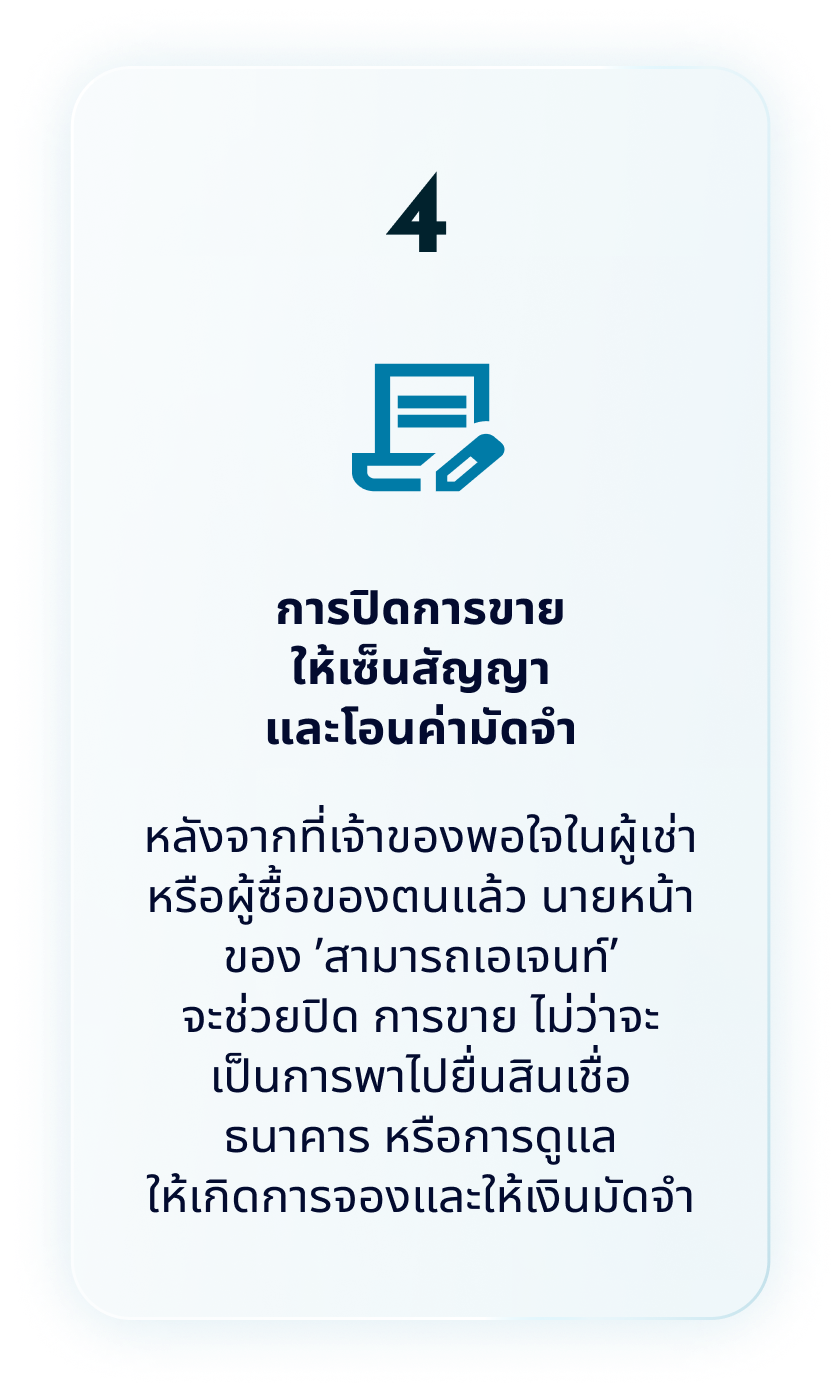 4
การปิดการขาย
ให้เซ็นสัญญา
และโอนค่ามัดจำ
หลังจากที่เจ้าของพอใจในผู้เช่า
หรือผู้ซื้อของตนแล้ว นายหน้า
ของ ’สามารถเอเจนท์’
จะช่วยปิด การขาย ไม่ว่าจะ
เป็นการพาไปยื่นสินเชื่อ
ธนาคาร หรือการดูแล
ให้เกิดการจองและให้เงินมัดจำ